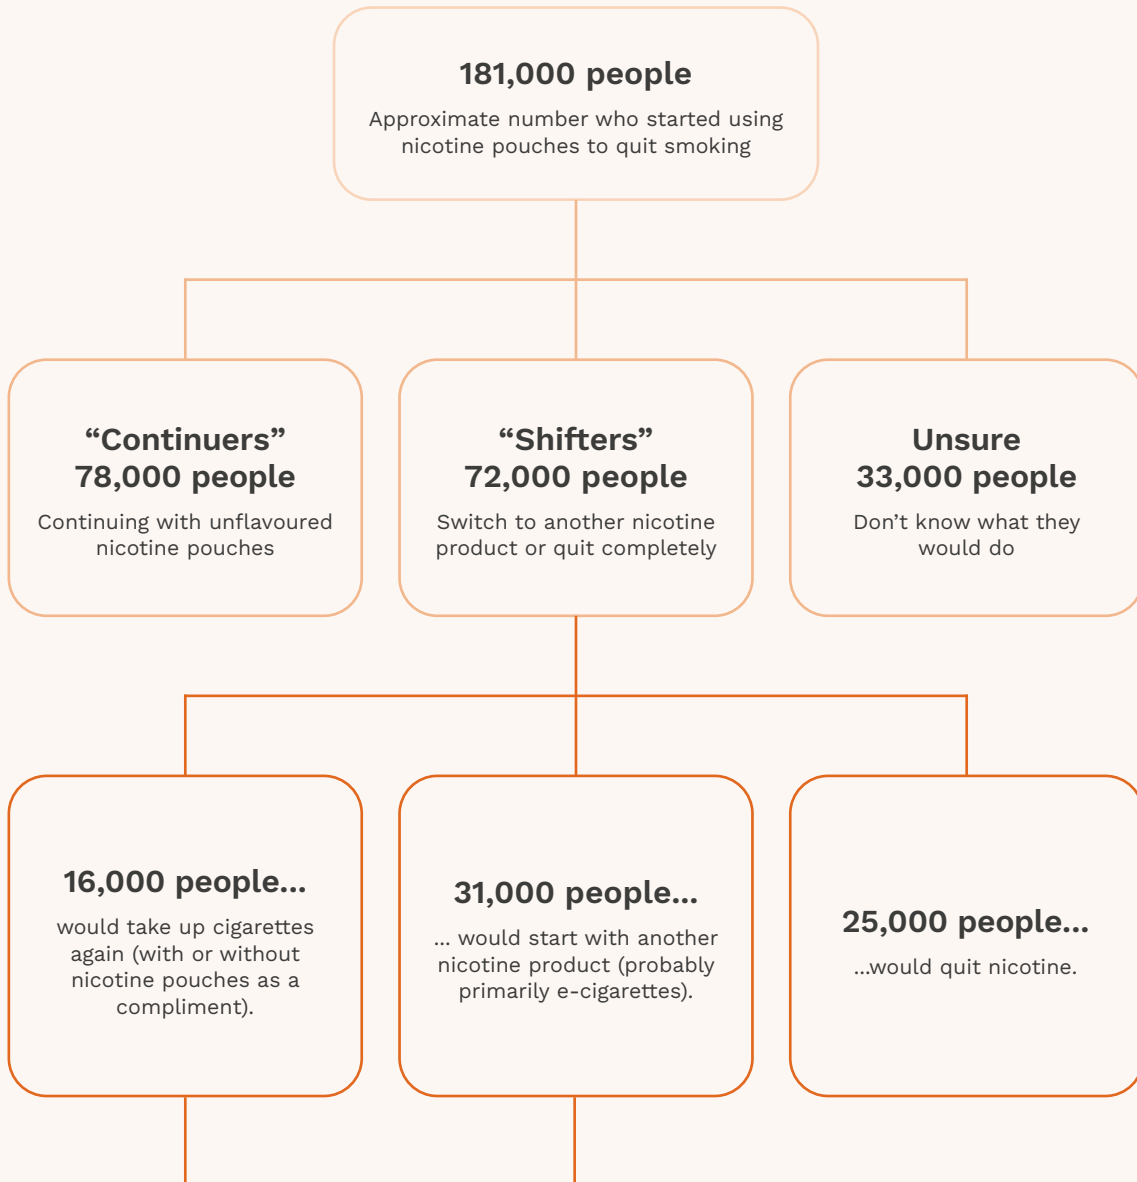 181,000 people
Approximate number who started using
nicotine pouches to quit smoking
“Continuers”
78,000 people
Continuing with unflavoured
nicotine pouches
“Shifters”
72,000 people
Switch to another nicotine
product or quit completely
Unsure
33,000 people
Don’t know what they
would do
16,000 people...
would take up cigarettes
again (with or without
nicotine pouches as a
compliment).
31,000 people...
... would start with another
nicotine product (probably
primarily e-cigarettes).
25,000 people...
...would quit nicotine.